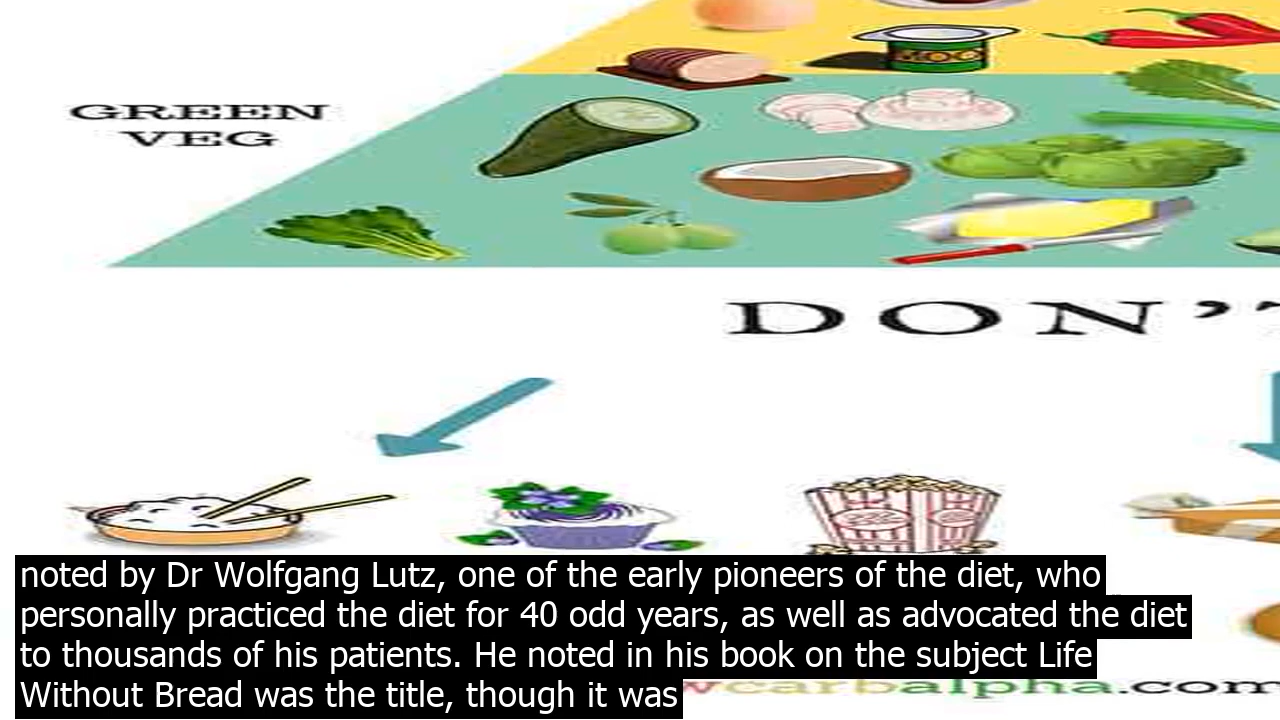 GREEN
VEG
DON'T
noted by Dr Wolfgang Lutz, one of the early pioneers of the diet, who
personally practiced the diet for 40 odd years, as well as advocated the diet
to thousands of his patients. He noted in his book on the subject Life
Without Bread was the title, though it was
carbalpha.com